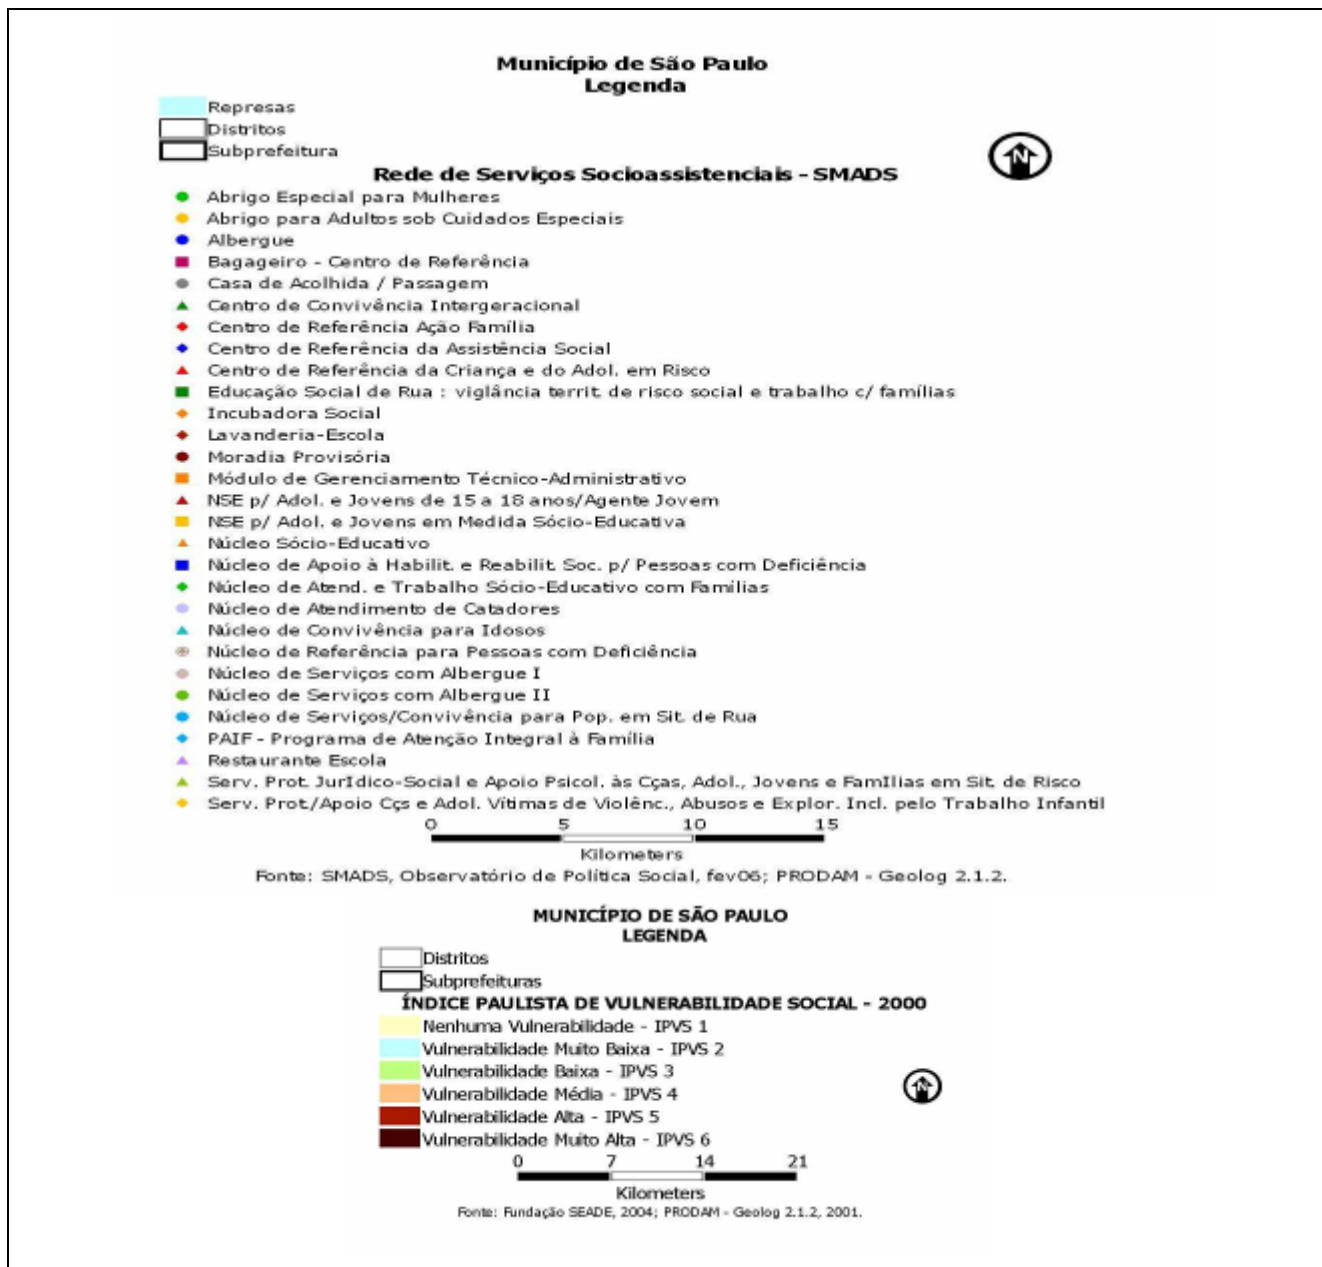 Município de São Paulo
Legenda
Represas
Distritos
Subprefeitura
N
Rede de Serviços Socioassistenciais - SMADS
Abrigo Especial para Mulheres
Abrigo para Adultos sob Cuidados Especiais
Albergue
Bagageiro - Centro de Referência
Casa de Acolhida / Passagem
Centro de Convivência Intergeracional
Centro de Referência Ação Família
Centro de Referência da Assistência Social
Centro de Referência da Criança e do Adol. em Risco
Educação Social de Rua : viglância territ. de risco social e trabalho c/ famílias
Incubadora Social
Lavanderia-Escola
Moradia Provisória
Módulo de Gerenciamento Técnico-Administrativo
NSE p/ Adol. e Jovens de 15 a 18 anos/Agente Jovem
NSE p/ Adol. e Jovens em Medida Sócio-Educativa
Núcleo Sócio-Educativo
Núcleo de Apoio à Habilit. e Reabilit. Soc. p/ Pessoas com Deficiência
Núcleo de Atend. e Trabalho Sócio-Educativo com Famílias
Núcleo de Atendimento de Catadores
Núcleo de Convivência para Idosos
Núcleo de Referência para Pessoas com Deficiência
Núcleo de Serviços com Albergue I
Núcleo de Serviços com Albergue II
Núcleo de Serviços/Convivência para Pop. em Sit. de Rua
PAIF - Programa de Atenção Integral à Família
Restaurante Escola
Serv. Prot. JurIdico-Social e Apoio Psicol. às Cças, Adol., Jovens e FamIlias em Sit. de Risco
Serv. Prot./Apoio Cçs e Adol. Vítimas de Violênc., Abusos e Explor. Incl. pelo Trabalho Infantil
0 5 10 15
Kilometers
Fonte: SMADS, Observatório de Política Social, fev06; PRODAM - Geolog 2.1.2.
MUNICÍPIO DE SÃO PAULO
LEGENDA
Distritos
Subprefeituras
ÍNDICE PAULISTA DE VULNERABILIDADE SOCIAL - 2000
Nenhuma Vulnerabilidade - IPVS 1
Vulnerabilidade Muito Baixa - IPVS 2
Vulnerabilidade Baixa - IPVS 3
Vulnerabilidade Média - IPVS 4
N
Vulnerabilidade Alta - IPVS 5
Vulnerabilidade Muito Alta - IPVS 6
0 7 14 21
Kilometers
Fonte: Fundação SEADE, 2004; PRODAM - Geolog 2.1.2, 2001.